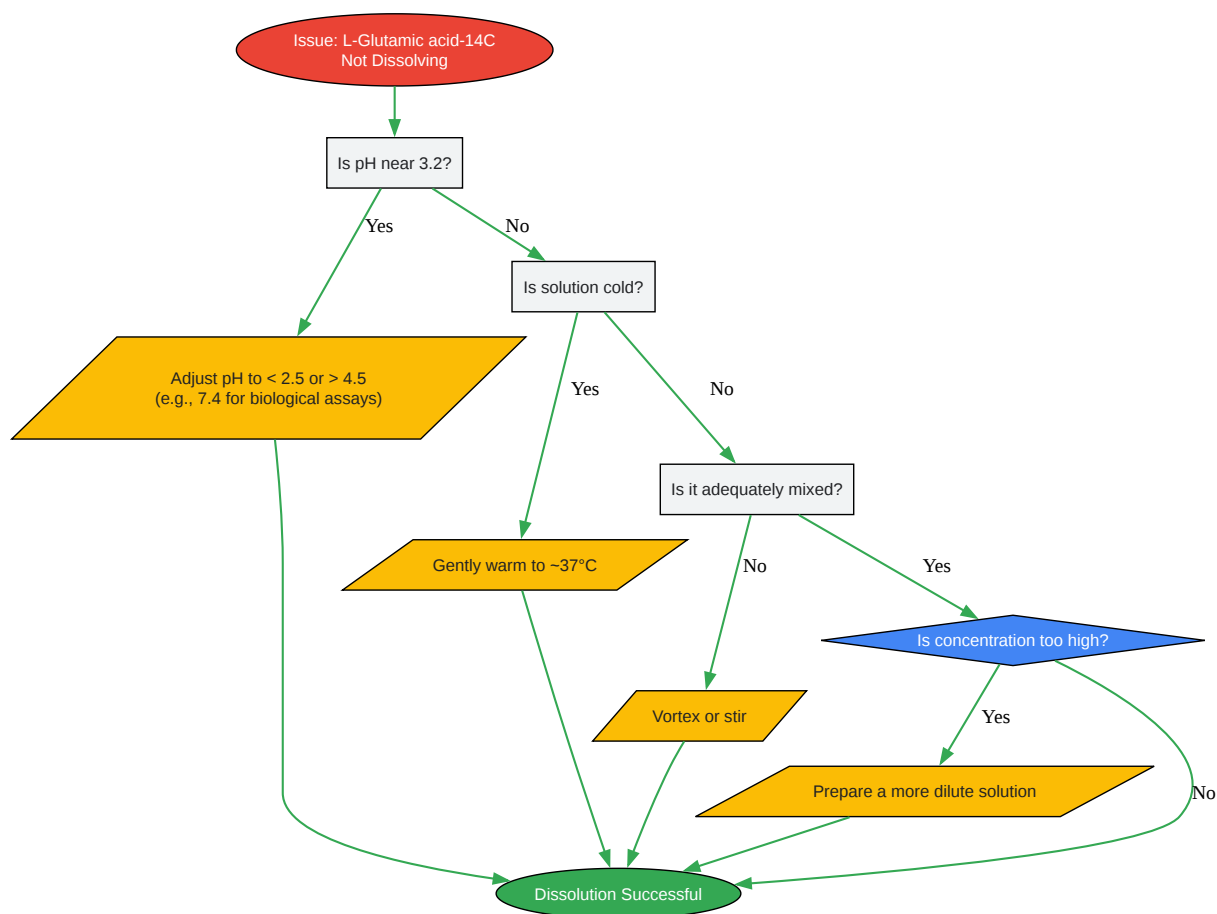 Issue: L-Glutamic acid-14C
Not Dissolving
Is pH near 3.2?
Yes
No
Is solution cold?
Adjust pH to < 2.5 or > 4.5
(e.g., 7.4 for biological assays)
Yes
No
Is it adequately mixed?
Gently warm to ~37°C
No
Yes
Is concentration too high?
Vortex or stir
Yes
Prepare a more dilute solution
No
Dissolution Successful